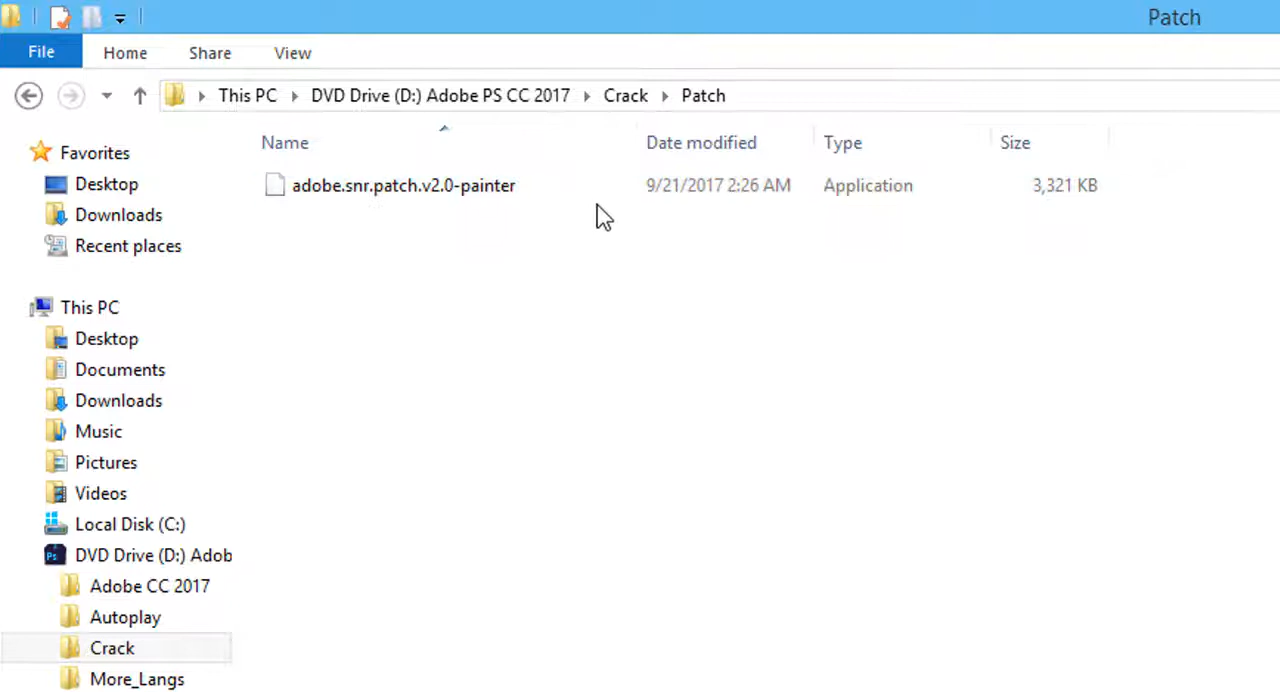 Patch
File Home Share View
This PC DVD Drive (D:) Adobe PS CC 2017 Crack Patch
Name Date modified Type Size
adobe.snr.patch.v2.0-painter 9/21/2017 2:26 AM Application 3,321 KB
Favorites
Desktop
Downloads
Recent places
This PC
Desktop
Documents
Downloads
Music
Pictures
Videos
Local Disk (C:)
Ps DVD Drive (D:) Adob
Adobe CC 2017
Autoplay
Crack
More_Langs